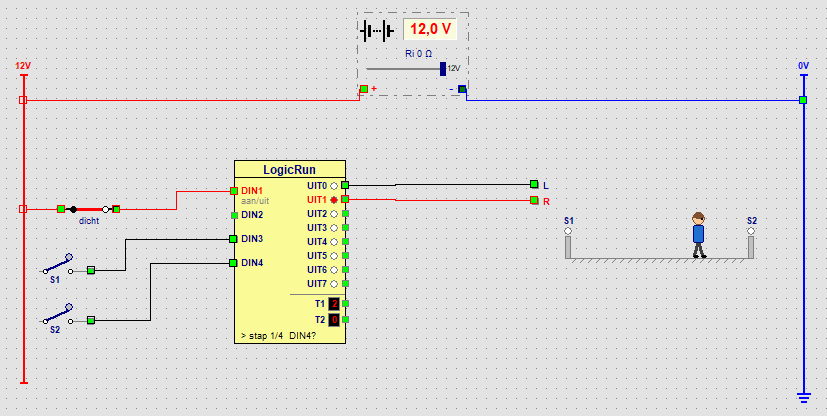 12,0 V
Ri 0 Ω
12V
12V
0V
+ -
LogicRun
DIN1 UIT0 L
aan/uit UIT1 R
DIN2 UIT2
dicht UIT3
DIN3 UIT4
DIN4 UIT5
UIT6
UIT7
S1
S2
T1 2
T2 0
> stap 1/4 DIN4?
S1 S2